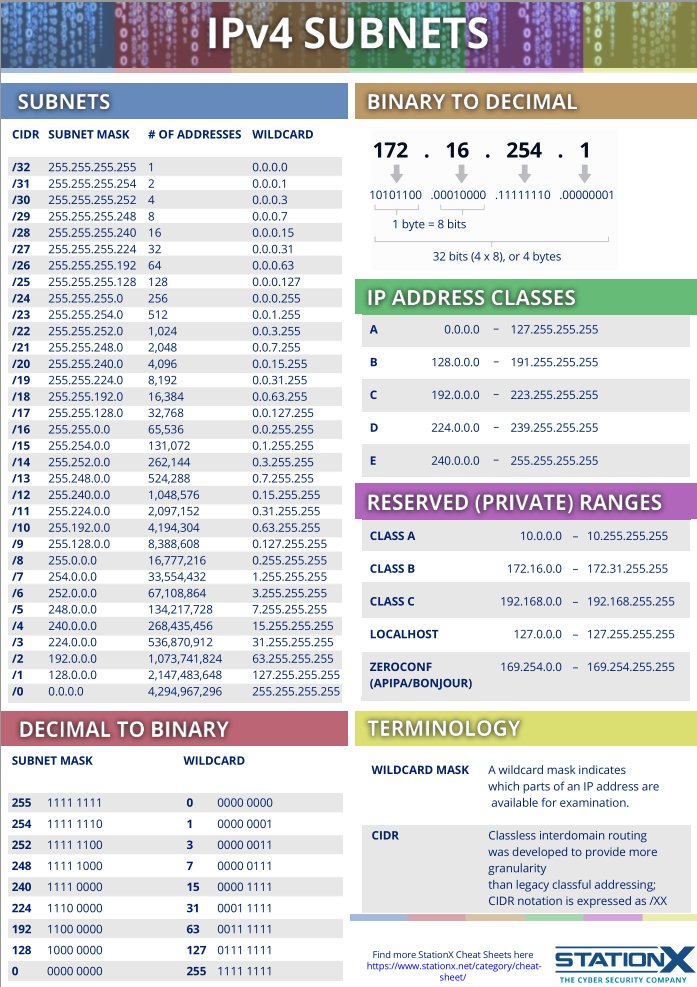 IPv4 SUBNETS
SUBNETS
CIDR SUBNET MASK # OF ADDRESSES WILDCARD
/32 255.255.255.255 1 0.0.0.0
/31 255.255.255.254 2 0.0.0.1
/30 255.255.255.252 4 0.0.0.3
/29 255.255.255.248 8 0.0.0.7
/28 255.255.255.240 16 0.0.0.15
/27 255.255.255.224 32 0.0.0.31
/26 255.255.255.192 64 0.0.0.63
/25 255.255.255.128 128 0.0.0.127
/24 255.255.255.0 256 0.0.0.255
/23 255.255.254.0 512 0.0.1.255
/22 255.255.252.0 1,024 0.0.3.255
/21 255.255.248.0 2,048 0.0.7.255
/20 255.255.240.0 4,096 0.0.15.255
/19 255.255.224.0 8,192 0.0.31.255
/18 255.255.192.0 16,384 0.0.63.255
/17 255.255.128.0 32,768 0.0.127.255
/16 255.255.0.0 65,536 0.0.255.255
/15 255.254.0.0 131,072 0.1.255.255
/14 255.252.0.0 262,144 0.3.255.255
/13 255.248.0.0 524,288 0.7.255.255
/12 255.240.0.0 1,048,576 0.15.255.255
/11 255.224.0.0 2,097,152 0.31.255.255
/10 255.192.0.0 4,194,304 0.63.255.255
/9 255.128.0.0 8,388,608 0.127.255.255
/8 255.0.0.0 16,777,216 0.255.255.255
/7 254.0.0.0 33,554,432 1.255.255.255
/6 252.0.0.0 67,108,864 3.255.255.255
/5 248.0.0.0 134,217,728 7.255.255.255
/4 240.0.0.0 268,435,456 15.255.255.255
/3 224.0.0.0 536,870,912 31.255.255.255
/2 192.0.0.0 1,073,741,824 63.255.255.255
/1 128.0.0.0 2,147,483,648 127.255.255.255
/0 0.0.0.0 4,294,967,296 255.255.255.255
DECIMAL TO BINARY
SUBNET MASK WILDCARD
255 1111 1111 0 0000 0000
254 1111 1110 1 0000 0001
252 1111 1100 3 0000 0011
248 1111 1000 7 0000 0111
240 1111 0000 15 0000 1111
224 1110 0000 31 0001 1111
192 1100 0000 63 0011 1111
128 1000 0000 127 0111 1111
0 0000 0000 255 1111 1111
BINARY TO DECIMAL
172 . 16 . 254 . 1
10101100 .00010000 .11111110 .00000001
1 byte = 8 bits
32 bits (4 x 8), or 4 bytes
IP ADDRESS CLASSES
A 0.0.0.0 – 127.255.255.255
B 128.0.0.0 – 191.255.255.255
C 192.0.0.0 – 223.255.255.255
D 224.0.0.0 – 239.255.255.255
E 240.0.0.0 – 255.255.255.255
RESERVED (PRIVATE) RANGES
CLASS A 10.0.0.0 – 10.255.255.255
CLASS B 172.16.0.0 – 172.31.255.255
CLASS C 192.168.0.0 – 192.168.255.255
LOCALHOST 127.0.0.0 – 127.255.255.255
ZEROCONF 169.254.0.0 – 169.254.255.255
(APIPA/BONJOUR)
TERMINOLOGY
WILDCARD MASK A wildcard mask indicates
which parts of an IP address are
available for examination.
CIDR Classless interdomain routing
was developed to provide more
granularity
than legacy classful addressing;
CIDR notation is expressed as /XX
Find more StationX Cheat Sheets here
https://www.stationx.net/category/cheat-
sheet/
STATIONX
THE CYBER SECURITY COMPANY